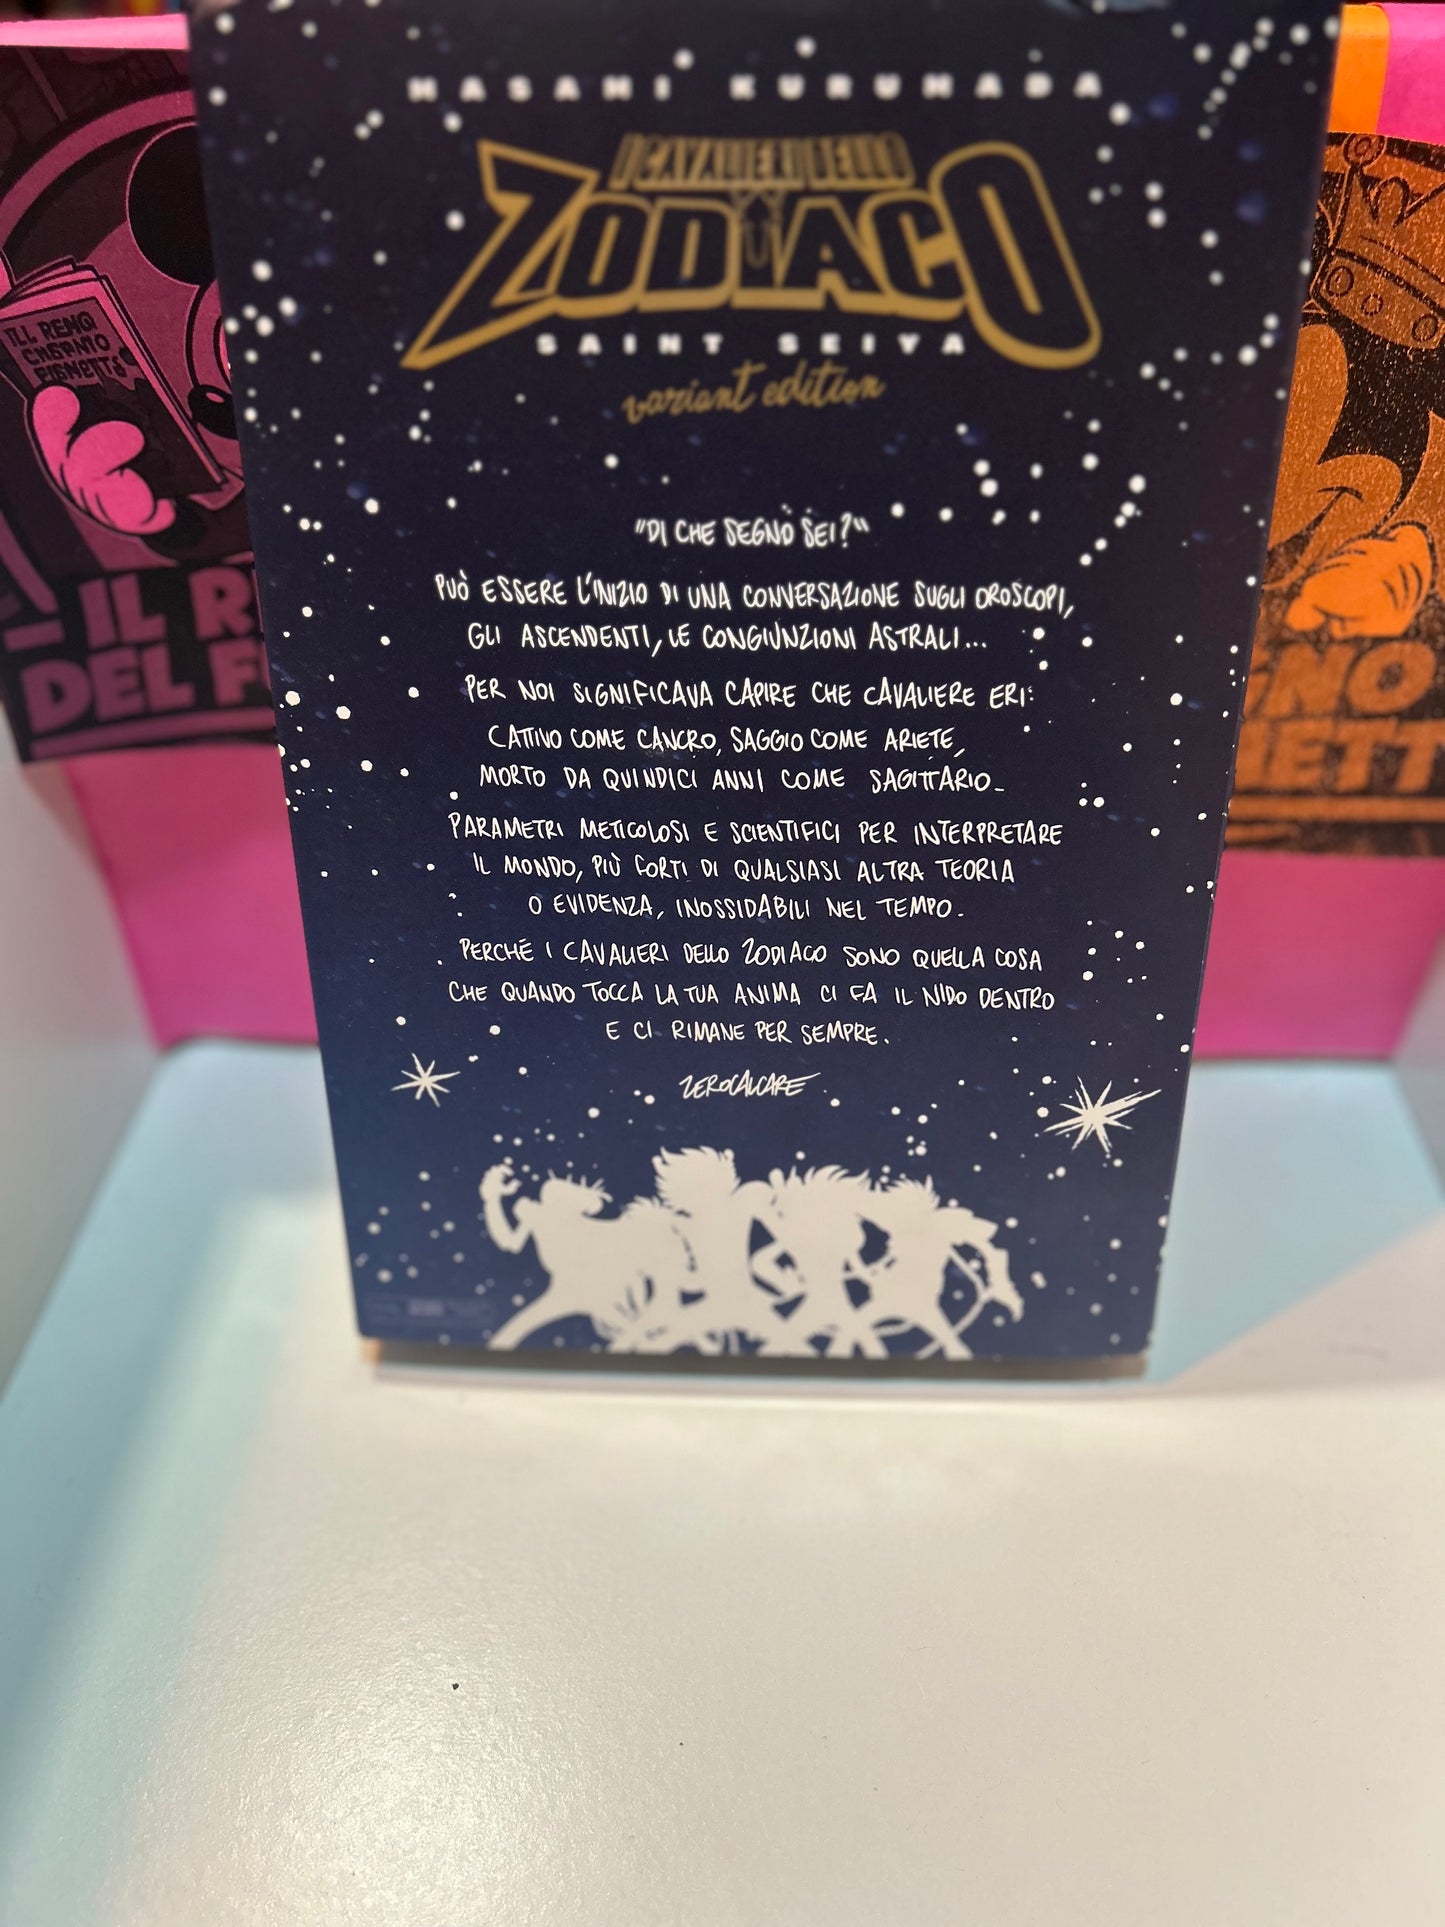 MASAMI KURUMADA
I CAVALIERI DELLO
ZODIACO
SAINT SEIYA
variant edition
"DI CHE SEGNO SEI?"
PUÒ ESSERE L'INIZIO DI UNA CONVERSAZIONE SUGLI OROSCOPI,
GLI ASCENDENTI, LE CONGIUNZIONI ASTRALI...
PER NOI SIGNIFICAVA CAPIRE CHE CAVALIERE ERI:
CATTIVO COME CANCRO, SAGGIO COME ARIETE,
MORTO DA QUINDICI ANNI COME SAGITTARIO.
PARAMETRI METICOLOSI E SCIENTIFICI PER INTERPRETARE
IL MONDO, PIÙ FORTI DI QUALSIASI ALTRA TEORIA
O EVIDENZA, INOSSIDABILI NEL TEMPO.
PERCHÉ I CAVALIERI DELLO ZODIACO SONO QUELLA COSA
CHE QUANDO TOCCA LA TUA ANIMA CI FA IL NIDO DENTRO
E CI RIMANE PER SEMPRE.
ZEROCALCARE
IL R
DEL F
GNO
METT